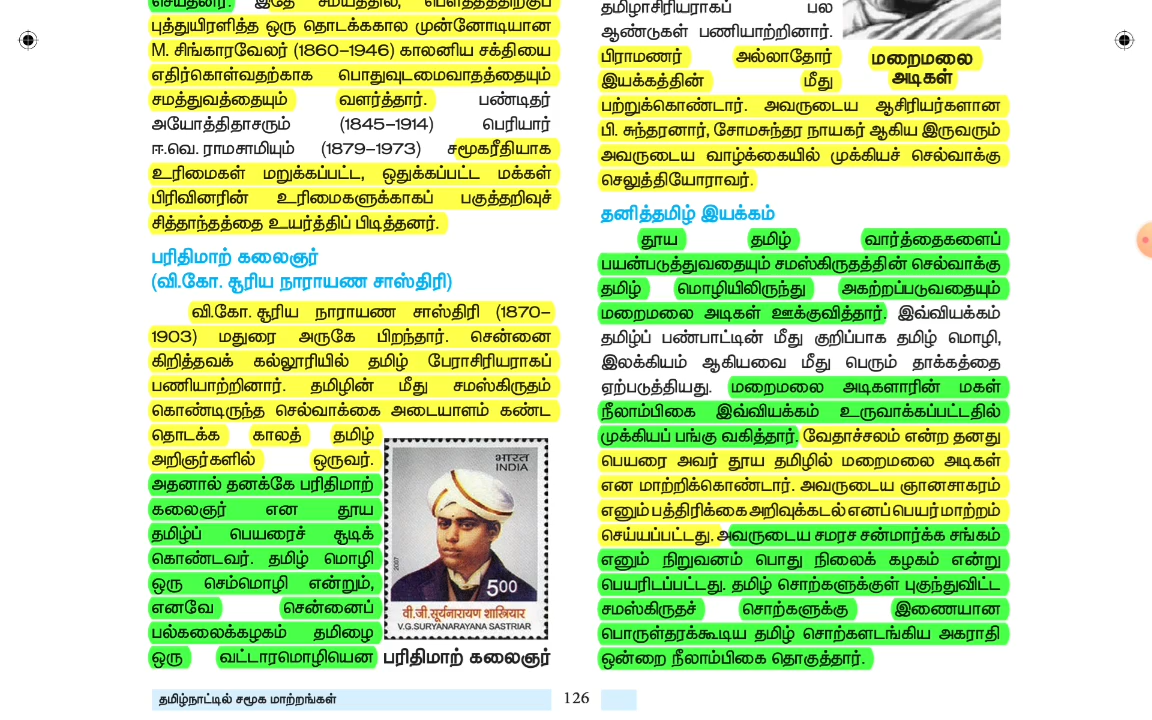 செய்தனர். இதே சமயத்தில், பௌத்தத்திற்குப்
புத்துயிரளித்த ஒரு தொடக்ககால முன்னோடியான
M. சிங்காரவேலர் (1860–1946) காலனிய சக்தியை
எதிர்கொள்வதற்காக பொதுவுடமைவாதத்தையும்
சமத்துவத்தையும் வளர்த்தார். பண்டிதர்
அயோத்திதாசரும் (1845-1914) பெரியார்
ஈ.வெ. ராமசாமியும் (1879–1973) சமூகரீதியாக
உரிமைகள் மறுக்கப்பட்ட, ஒதுக்கப்பட்ட மக்கள்
பிரிவினரின் உரிமைகளுக்காகப் பகுத்தறிவுச்
சித்தாந்தத்தை உயர்த்திப் பிடித்தனர்.
பரிதிமாற் கலைஞர்
(வி.கோ. சூரிய நாராயண சாஸ்திரி)
வி.கோ. சூரிய நாராயண சாஸ்திரி (1870–
1903) மதுரை அருகே பிறந்தார். சென்னை
கிறித்தவக் கல்லூரியில் தமிழ் பேராசிரியராகப்
பணியாற்றினார். தமிழின் மீது சமஸ்கிருதம்
கொண்டிருந்த செல்வாக்கை அடையாளம் கண்ட
தொடக்க காலத் தமிழ்
அறிஞர்களில் ஒருவர்.
அதனால் தனக்கே பரிதிமாற்
கலைஞர் என தூய
தமிழ்ப் பெயரைச் சூடிக்
கொண்டவர். தமிழ் மொழி
ஒரு செம்மொழி என்றும்,
எனவே சென்னைப்
பல்கலைக்கழகம் தமிழை
ஒரு வட்டாரமொழியென
भारत
INDIA
2007
500
वी.जी.सूर्यनारायण शास्त्रियार
V.G.SURYANARAYANA SASTRIAR
பரிதிமாற் கலைஞர்
தமிழாசிரியராகப் பல
ஆண்டுகள் பணியாற்றினார்.
பிராமணர் அல்லாதோர்
இயக்கத்தின் மீது
மறைமலை
அடிகள்
பற்றுக்கொண்டார். அவருடைய ஆசிரியர்களான
பி. சுந்தரனார், சோமசுந்தர நாயகர் ஆகிய இருவரும்
அவருடைய வாழ்க்கையில் முக்கியச் செல்வாக்கு
செலுத்தியோராவர்.
தனித்தமிழ் இயக்கம்
தூய தமிழ் வார்த்தைகளைப்
பயன்படுத்துவதையும் சமஸ்கிருதத்தின் செல்வாக்கு
தமிழ் மொழியிலிருந்து அகற்றப்படுவதையும்
மறைமலை அடிகள் ஊக்குவித்தார். இவ்வியக்கம்
தமிழ்ப் பண்பாட்டின் மீது குறிப்பாக தமிழ் மொழி,
இலக்கியம் ஆகியவை மீது பெரும் தாக்கத்தை
ஏற்படுத்தியது. மறைமலை அடிகளாரின் மகள்
நீலாம்பிகை இவ்வியக்கம் உருவாக்கப்பட்டதில்
முக்கியப் பங்கு வகித்தார். வேதாச்சலம் என்ற தனது
பெயரை அவர் தூய தமிழில் மறைமலை அடிகள்
என மாற்றிக்கொண்டார். அவருடைய ஞானசாகரம்
எனும் பத்திரிக்கை அறிவுக்கடல் எனப் பெயர் மாற்றம்
செய்யப்பட்டது. அவருடைய சமரச சன்மார்க்க சங்கம்
எனும் நிறுவனம் பொது நிலைக் கழகம் என்று
பெயரிடப்பட்டது. தமிழ் சொற்களுக்குள் புகுந்துவிட்ட
சமஸ்கிருதச் சொற்களுக்கு இணையான
பொருள்தரக்கூடிய தமிழ் சொற்களடங்கிய அகராதி
ஒன்றை நீலாம்பிகை தொகுத்தார்.
தமிழ்நாட்டில் சமூக மாற்றங்கள்
126